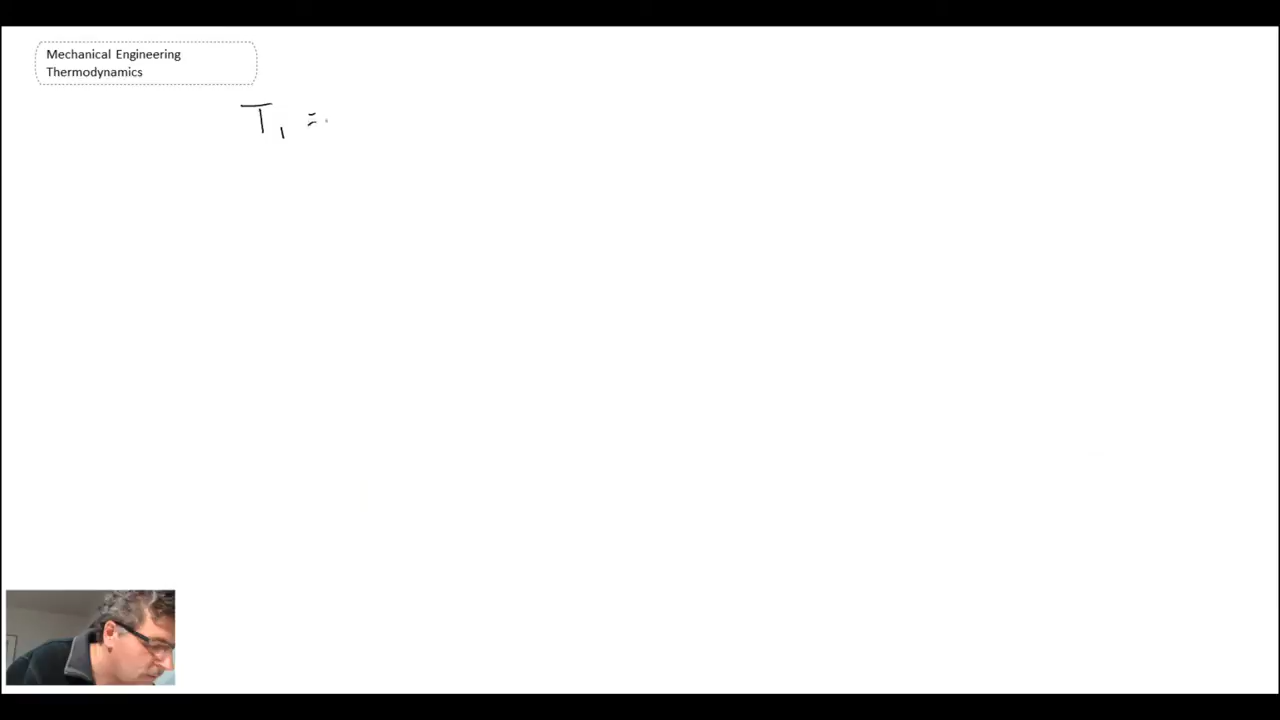 Mechanical Engineering
Thermodynamics
T₁ =